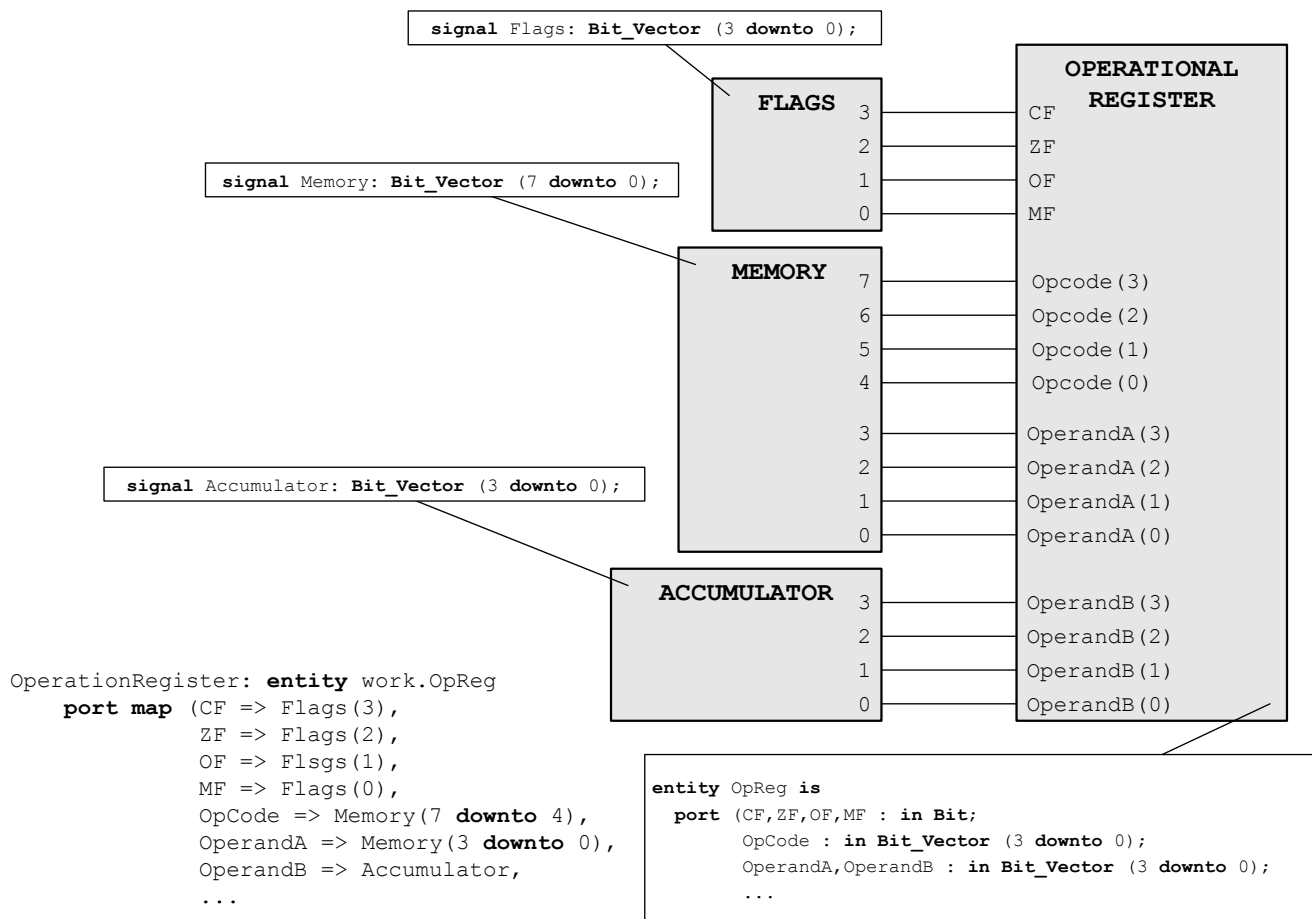 signal Flags: Bit_Vector (3 downto 0);
OPERATIONAL
REGISTER
FLAGS
3
CF
2
ZF
1
OF
0
MF
signal Memory: Bit_Vector (7 downto 0);
MEMORY
7
Opcode(3)
6
Opcode(2)
5
Opcode(1)
4
Opcode(0)
3
OperandA(3)
2
OperandA(2)
1
OperandA(1)
0
OperandA(0)
signal Accumulator: Bit_Vector (3 downto 0);
ACCUMULATOR
3
OperandB(3)
2
OperandB(2)
1
OperandB(1)
0
OperandB(0)
OperationRegister: entity work.OpReg
port map (CF => Flags(3),
ZF => Flags(2),
OF => Flsgs(1),
MF => Flags(0),
OpCode => Memory(7 downto 4),
OperandA => Memory(3 downto 0),
OperandB => Accumulator,
...
entity OpReg is
port (CF,ZF,OF,MF : in Bit;
OpCode : in Bit_Vector (3 downto 0);
OperandA,OperandB : in Bit_Vector (3 downto 0);
...